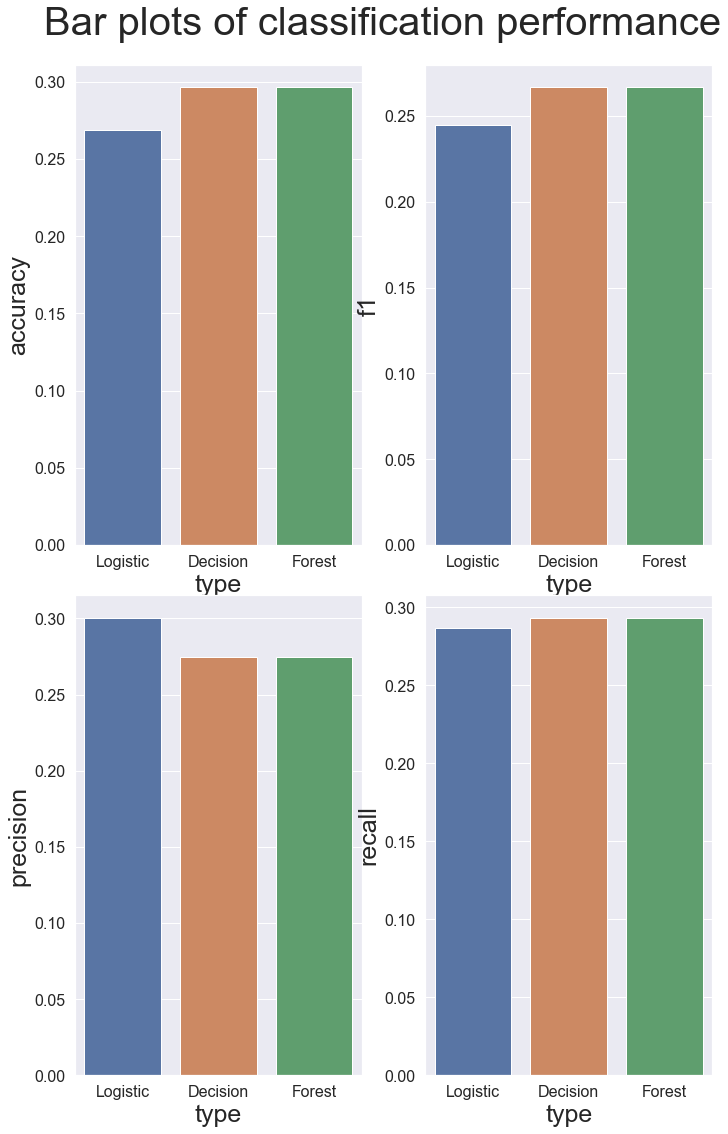 Bar plots of classification performance
0.30
0.25
0.20
0.15
0.10
0.05
0.00
accuracy
Logistic Decision Forest
type
0.25
0.20
0.15
0.10
0.05
0.00
f1
Logistic Decision Forest
type
0.30
0.25
0.20
0.15
0.10
0.05
0.00
precision
Logistic Decision Forest
type
0.30
0.25
0.20
0.15
0.10
0.05
0.00
recall
Logistic Decision Forest
type